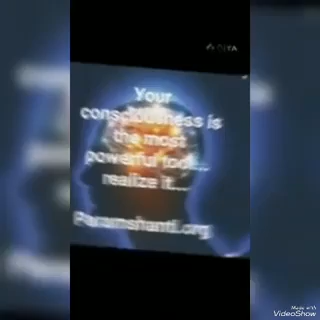 Your
consciousness is
the most
powerful tool...
realize it...
Paramshanti.org
Made with
VideoShow